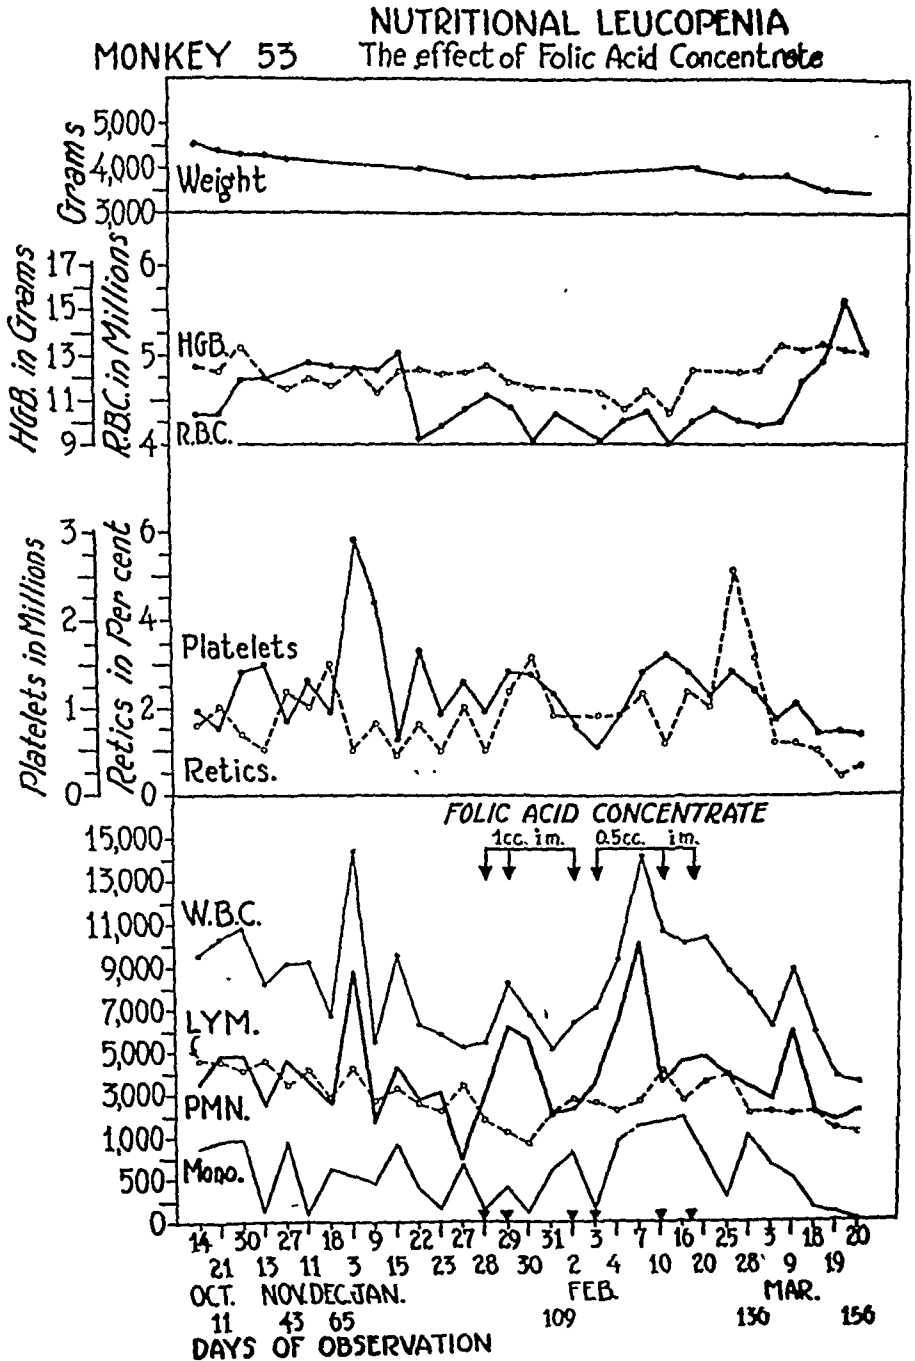 NUTRITIONAL LEUCOPENIA
MONKEY 53 The effect of Folic Acid Concentrate
Grams
5,000
4,000
3,000
Weight
HGB. in Grams
17
15
13
11
9
R.B.C. in Millions
6
5
4
HGB.
R.B.C.
Platelets in Millions
3
2
1
0
Retics in Per cent
6
4
2
0
Platelets
Retics.
FOLIC ACID CONCENTRATE
1cc. im. 0.5cc. im.
15,000
13,000
11,000
9,000
7,000
5,000
3,000
1,000
500
0
W.B.C.
LYM.
PMN.
Mono.
14 30 27 18 9 22 27 29 31 3 7 16 25 3 18 20
21 13 11 3 15 23 28 30 2 4 10 20 28 9 19
OCT. NOV. DEC. JAN. FEB. MAR.
11 43 65 109 136 156
DAYS OF OBSERVATION